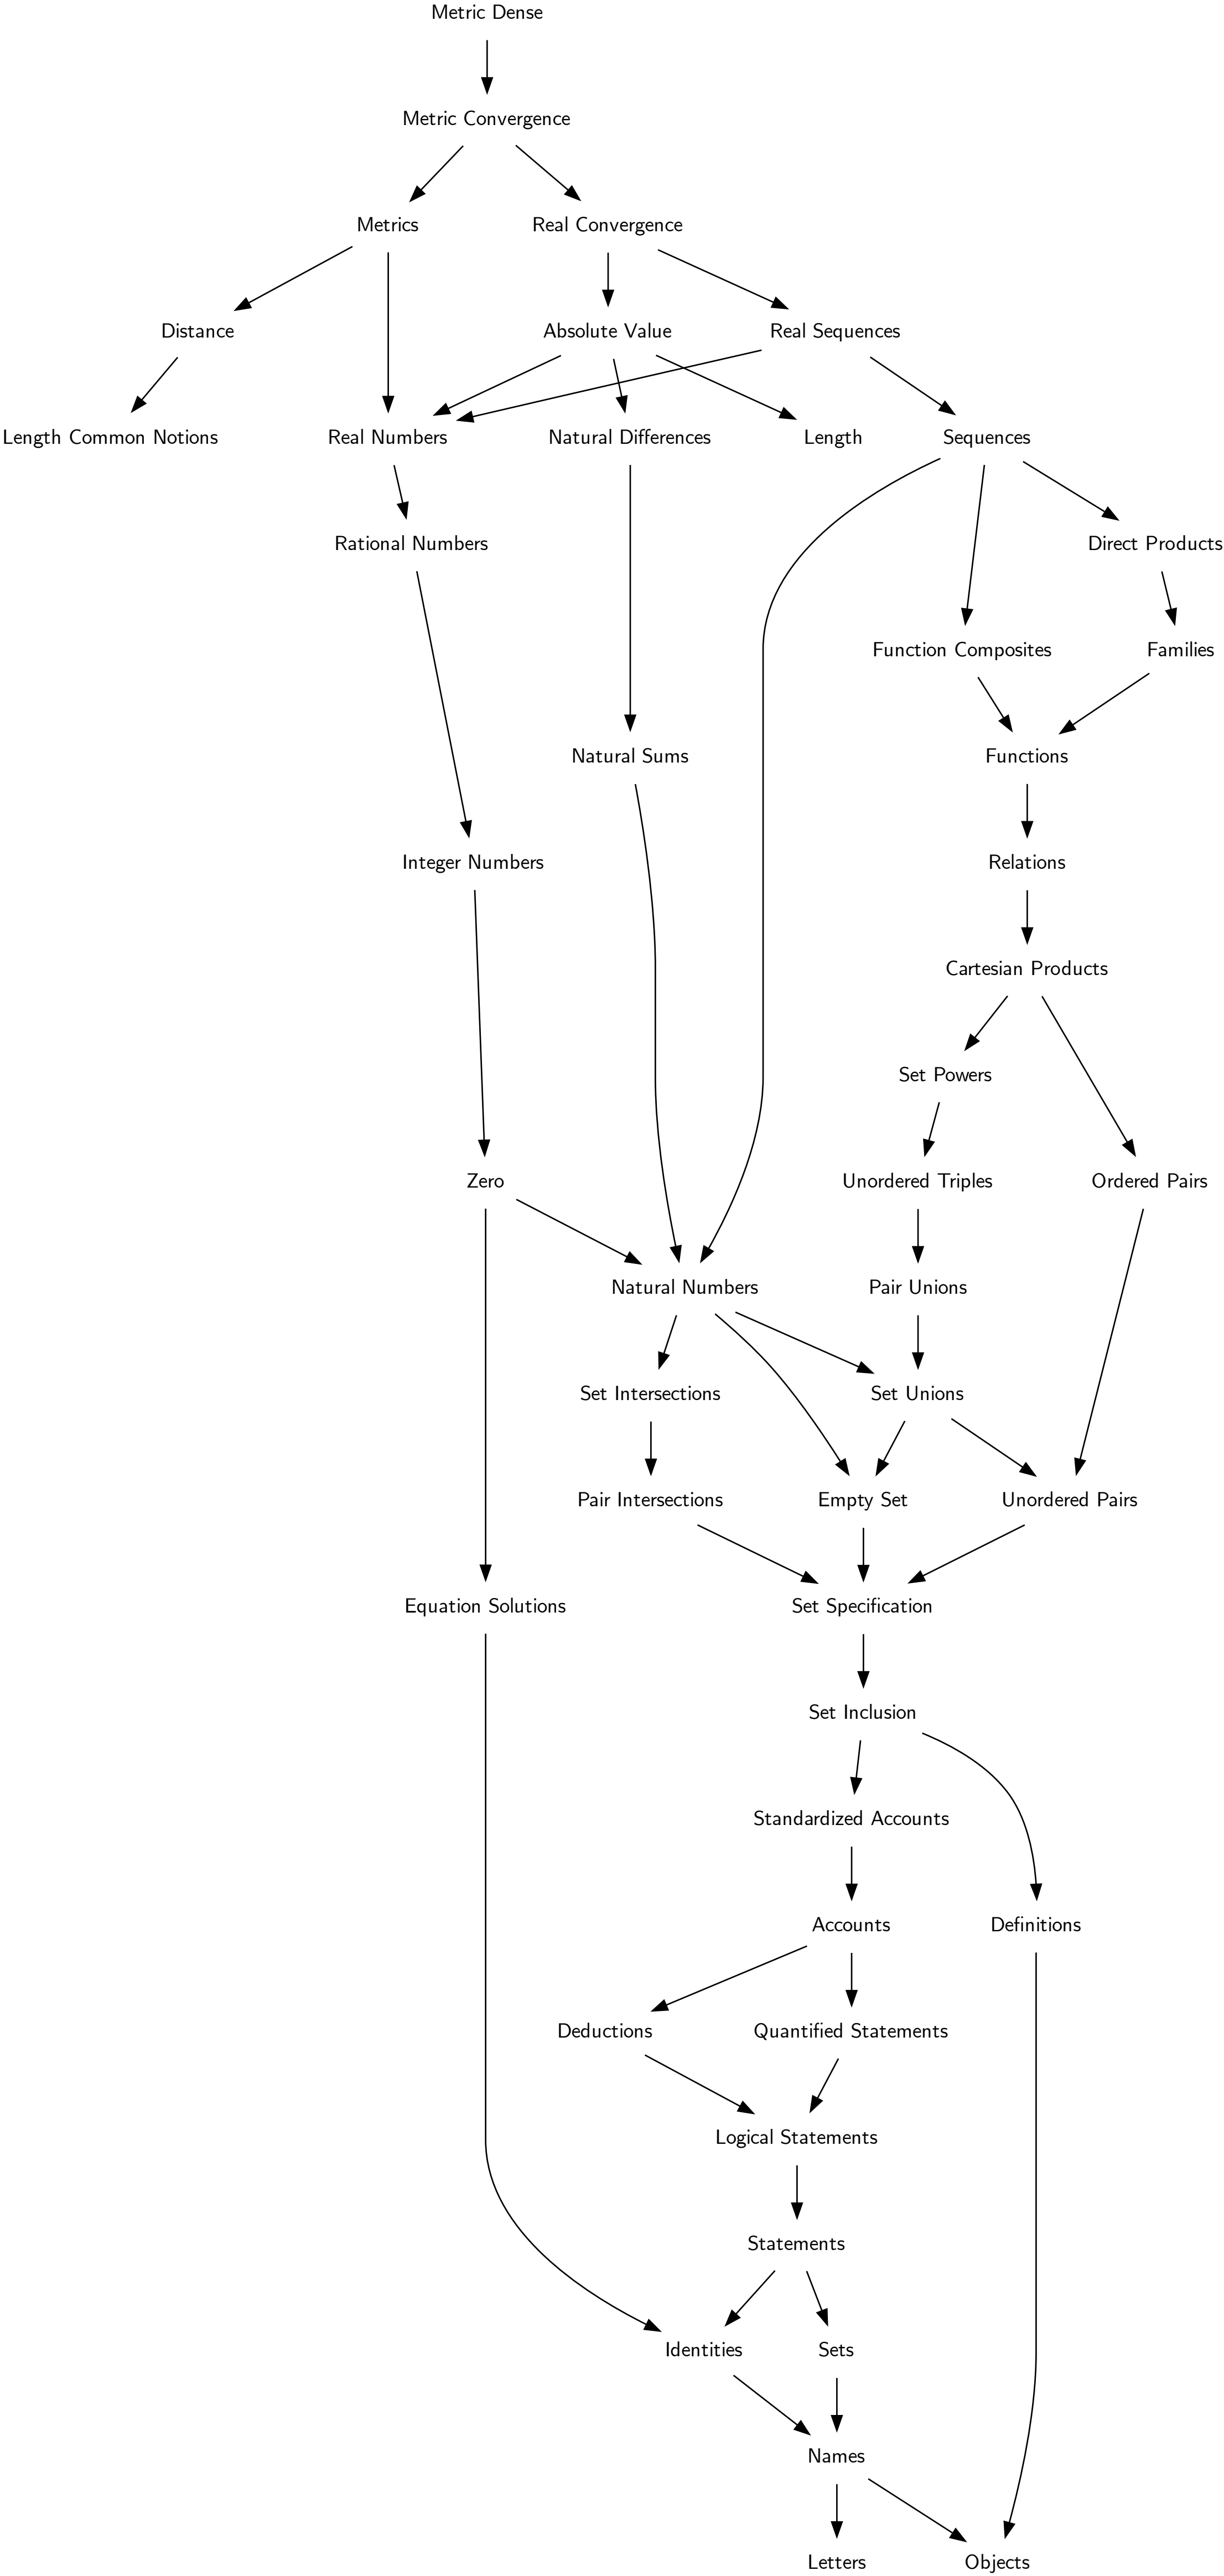 Metric Dense
Metric Convergence
Metrics
Real Convergence
Distance
Absolute Value
Real Sequences
Length Common Notions
Real Numbers
Natural Differences
Length
Sequences
Rational Numbers
Direct Products
Function Composites
Families
Natural Sums
Functions
Integer Numbers
Relations
Cartesian Products
Set Powers
Zero
Unordered Triples
Ordered Pairs
Natural Numbers
Pair Unions
Set Intersections
Set Unions
Pair Intersections
Empty Set
Unordered Pairs
Equation Solutions
Set Specification
Set Inclusion
Standardized Accounts
Accounts
Definitions
Deductions
Quantified Statements
Logical Statements
Statements
Identities
Sets
Names
Letters
Objects